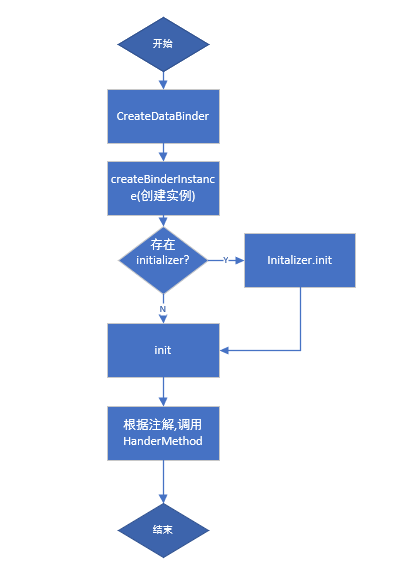 开始
CreateDataBinder
createBinderInstanc
e(创建实例)
存在
initializer?
Y
Initalizer.init
N
init
根据注解,调用
HanderMethod
结束